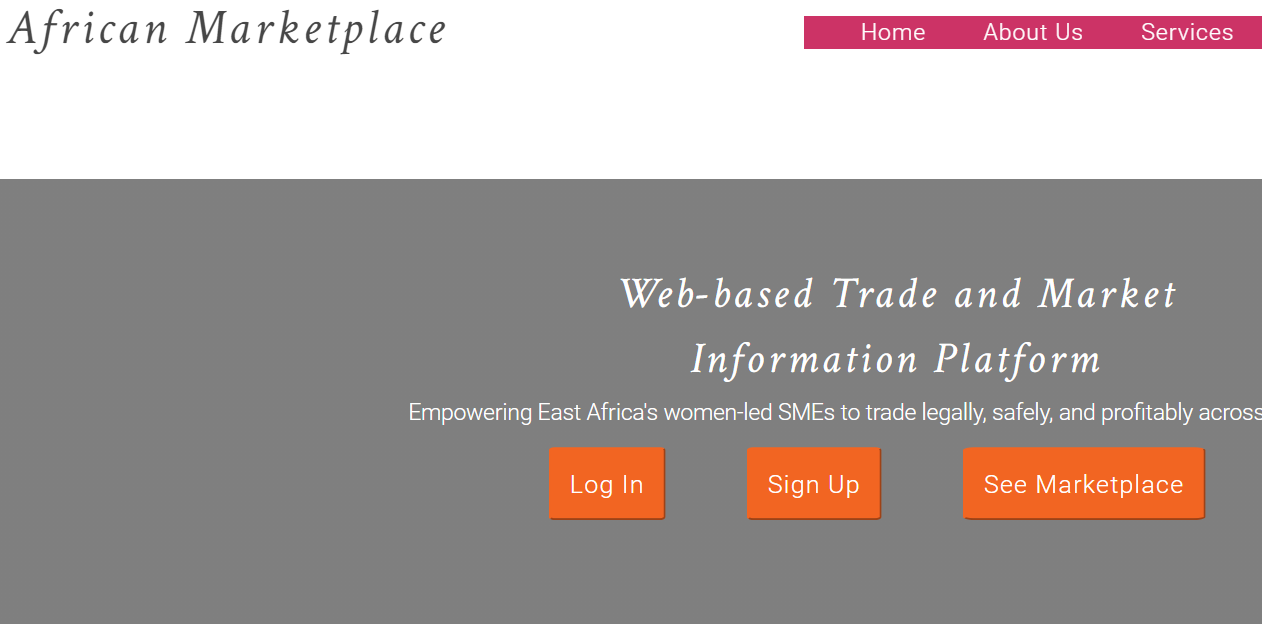 African Marketplace
Home About Us Services
Web-based Trade and Market
Information Platform
Empowering East Africa's women-led SMEs to trade legally, safely, and profitably across
Log In Sign Up See Marketplace